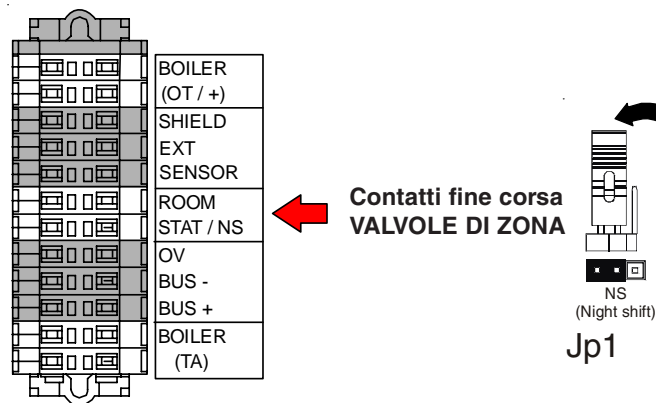 BOILER
(OT / +)
SHIELD
EXT
SENSOR
ROOM
STAT / NS
OV
BUS -
BUS +
BOILER
(TA)
Contatti fine corsa
VALVOLE DI ZONA
NS
(Night shift)
Jp1